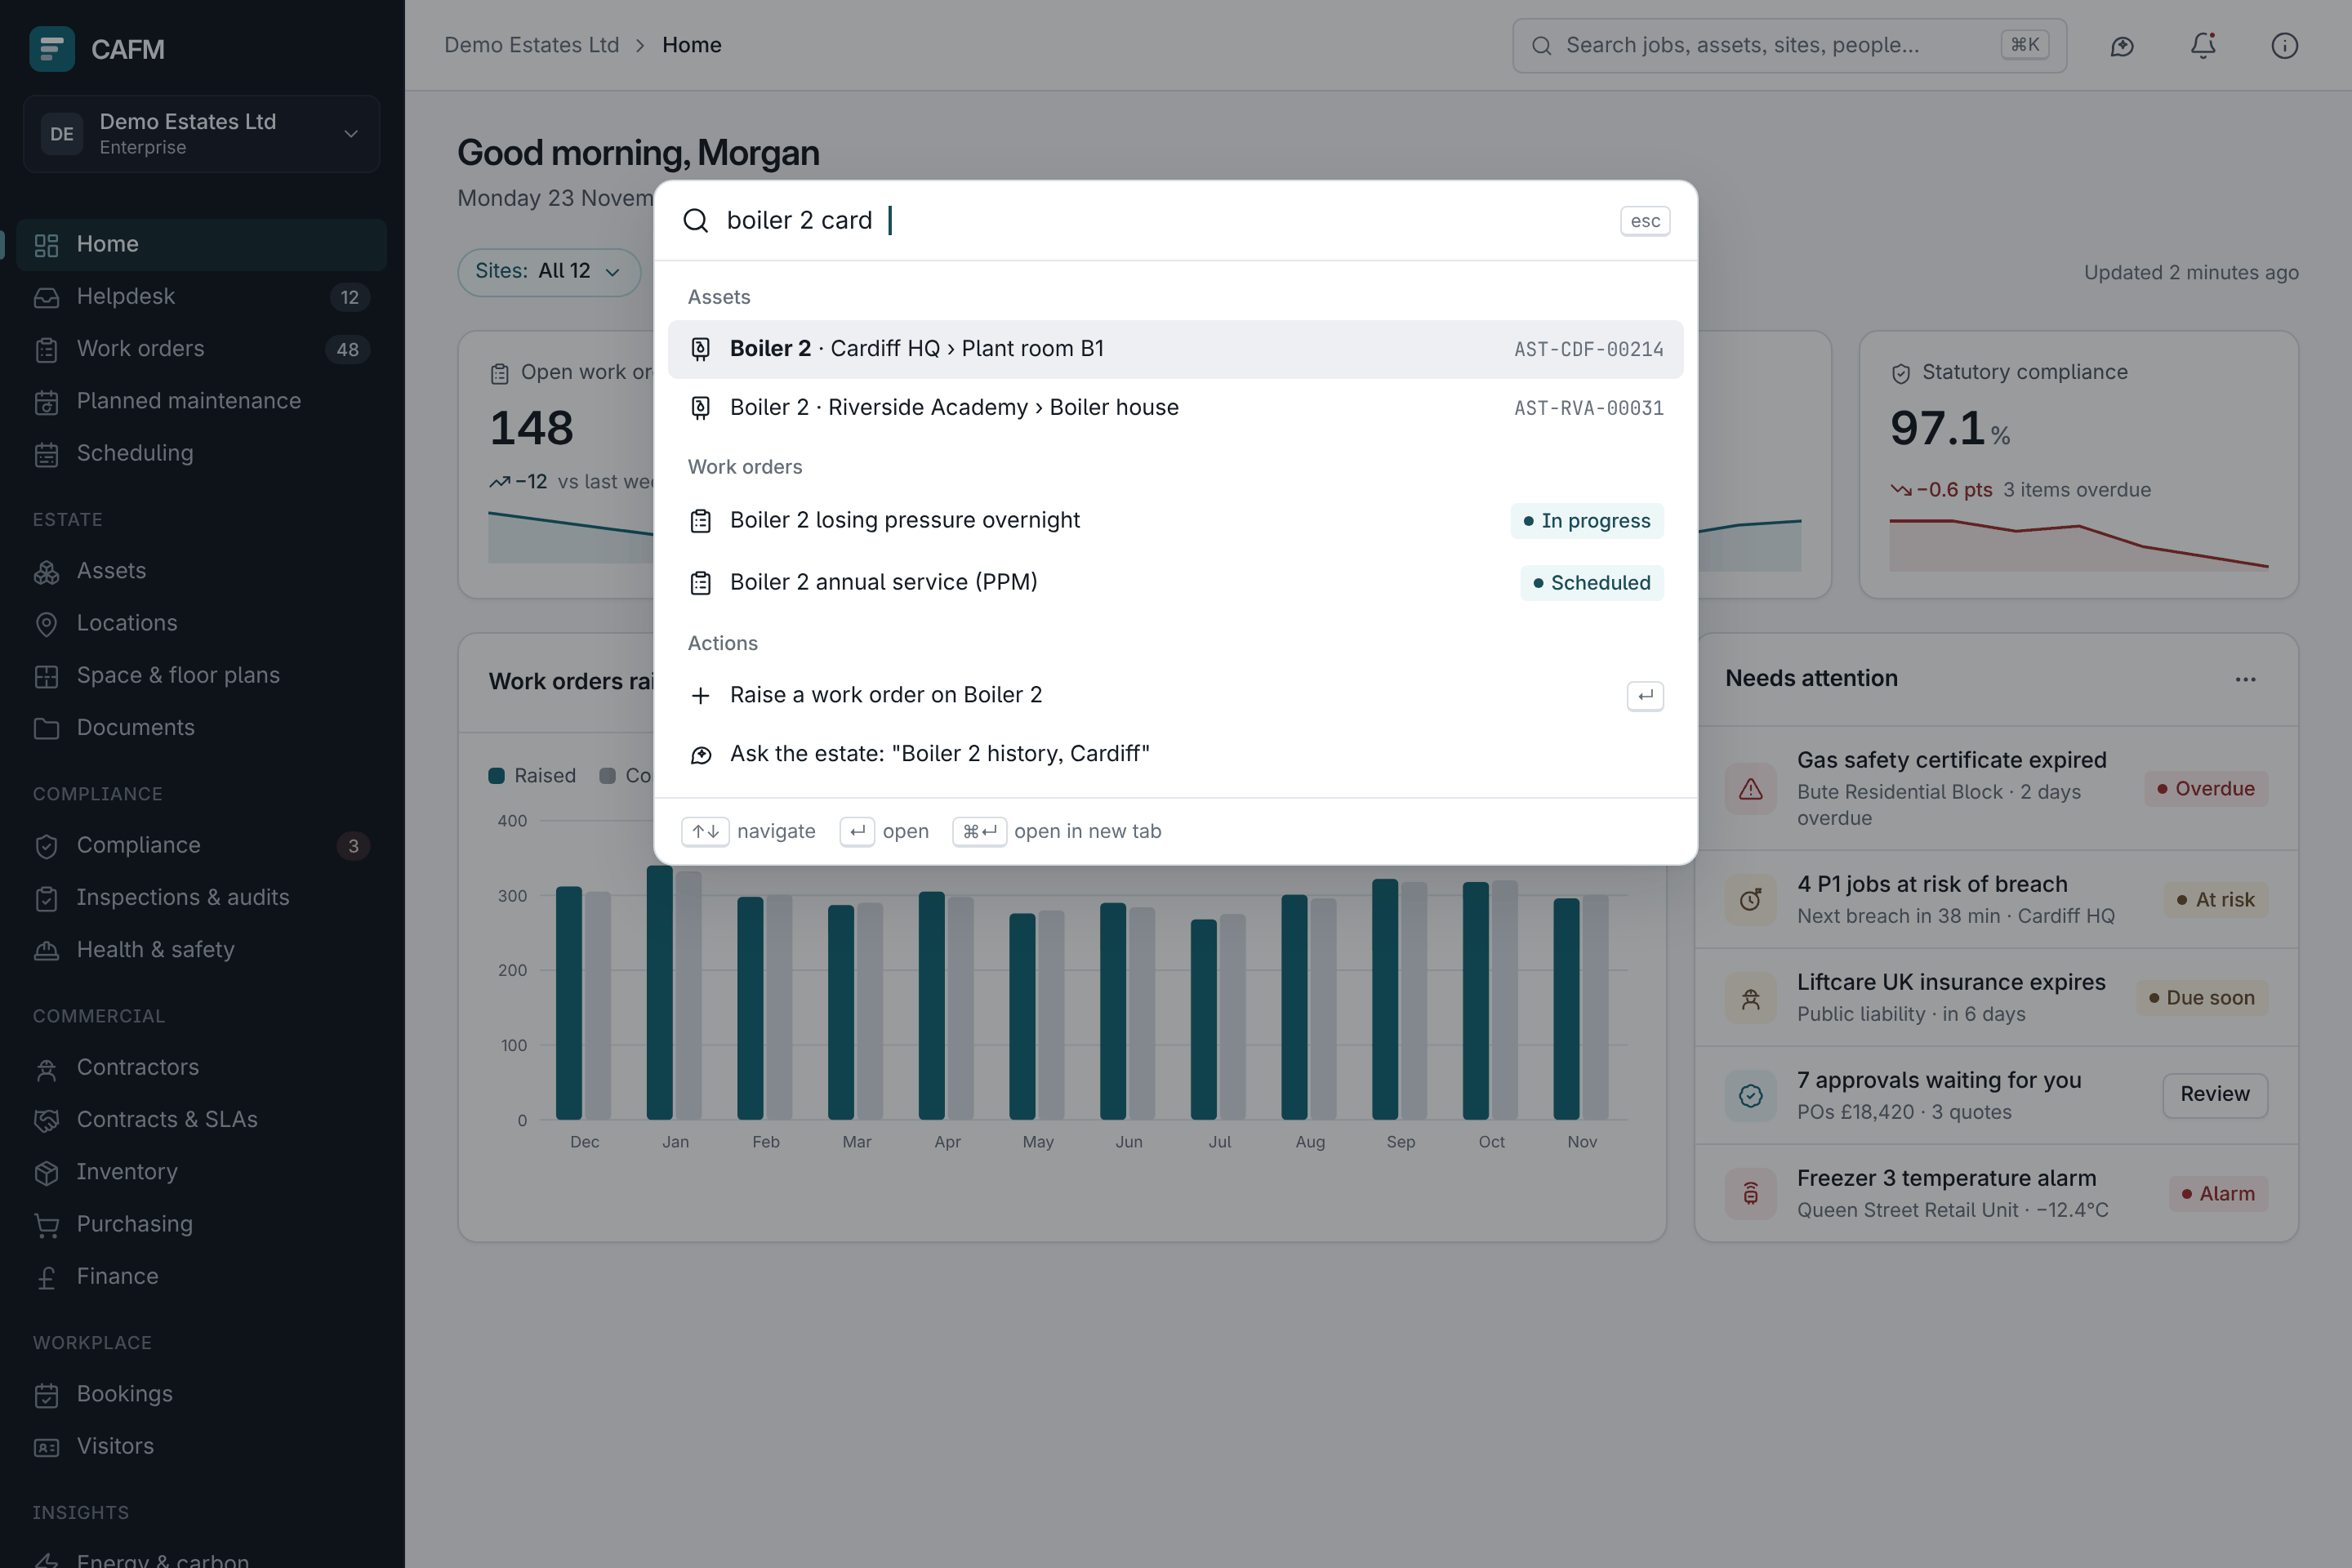 CAFM
DE
Demo Estates Ltd
Enterprise
Home
Helpdesk 12
Work orders 48
Planned maintenance
Scheduling
ESTATE
Assets
Locations
Space & floor plans
Documents
COMPLIANCE
Compliance 3
Inspections & audits
Health & safety
COMMERCIAL
Contractors
Contracts & SLAs
Inventory
Purchasing
Finance
WORKPLACE
Bookings
Visitors
INSIGHTS
Energy & carbon
Demo Estates Ltd > Home
Search jobs, assets, sites, people... ⌘K
Good morning, Morgan
Monday 23 Novem
Sites: All 12
Updated 2 minutes ago
boiler 2 card esc
Assets
Boiler 2 · Cardiff HQ › Plant room B1 AST-CDF-00214
Boiler 2 · Riverside Academy › Boiler house AST-RVA-00031
Work orders
Boiler 2 losing pressure overnight In progress
Boiler 2 annual service (PPM) Scheduled
Actions
Raise a work order on Boiler 2 ↵
Ask the estate: "Boiler 2 history, Cardiff"
↑↓ navigate ↵ open ⌘↵ open in new tab
Open work or
148
−12 vs last wee
Statutory compliance
97.1 %
−0.6 pts 3 items overdue
Work orders rai
Raised Co
400
300
200
100
0
Dec Jan Feb Mar Apr May Jun Jul Aug Sep Oct Nov
Needs attention ...
Gas safety certificate expired
Bute Residential Block · 2 days
overdue
Overdue
4 P1 jobs at risk of breach
Next breach in 38 min · Cardiff HQ
At risk
Liftcare UK insurance expires
Public liability · in 6 days
Due soon
7 approvals waiting for you
POs £18,420 · 3 quotes
Review
Freezer 3 temperature alarm
Queen Street Retail Unit · −12.4°C
Alarm